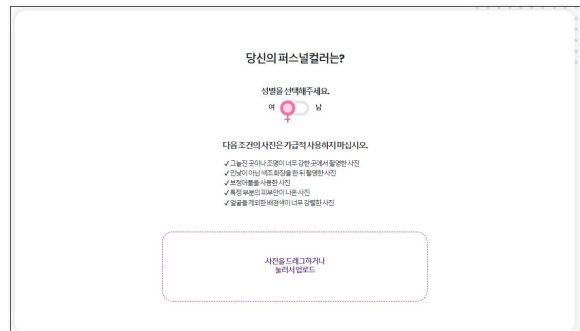 당신의 퍼스널컬러는?
성별을 선택해주세요.
여 남
다음 조건의 사진은 가급적 사용하지 마십시오.
✓ 그늘진 곳이나 조명이 너무 강한 곳에서 촬영한 사진
✓ 민낯이 아닌 색조 화장을 한 뒤 촬영한 사진
✓ 보정어플을 사용한 사진
✓ 특정 부분의 피부만이 나온 사진
✓ 얼굴을 제외한 배경색이 너무 강렬한 사진
사진을 드래그하거나
눌러서 업로드